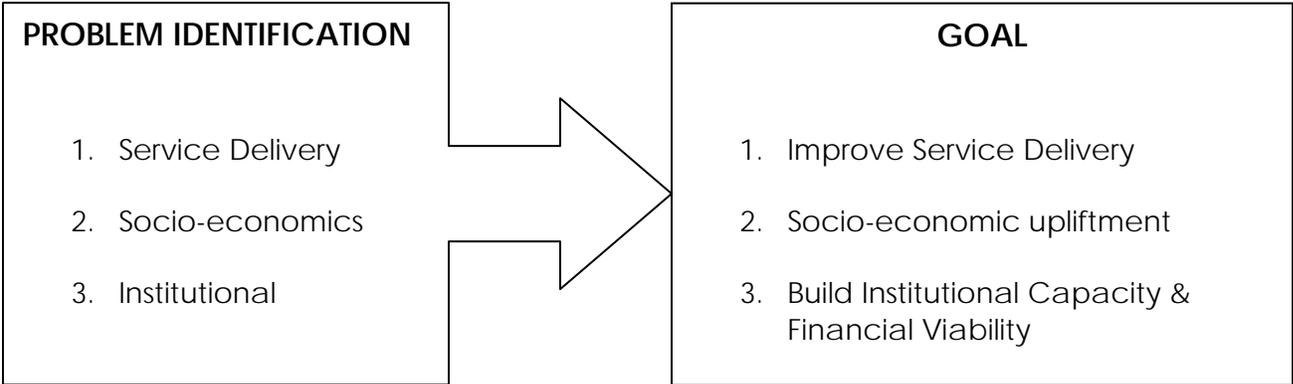 PROBLEM IDENTIFICATION
1. Service Delivery
2. Socio-economics
3. Institutional
GOAL
1. Improve Service Delivery
2. Socio-economic upliftment
3. Build Institutional Capacity &
Financial Viability